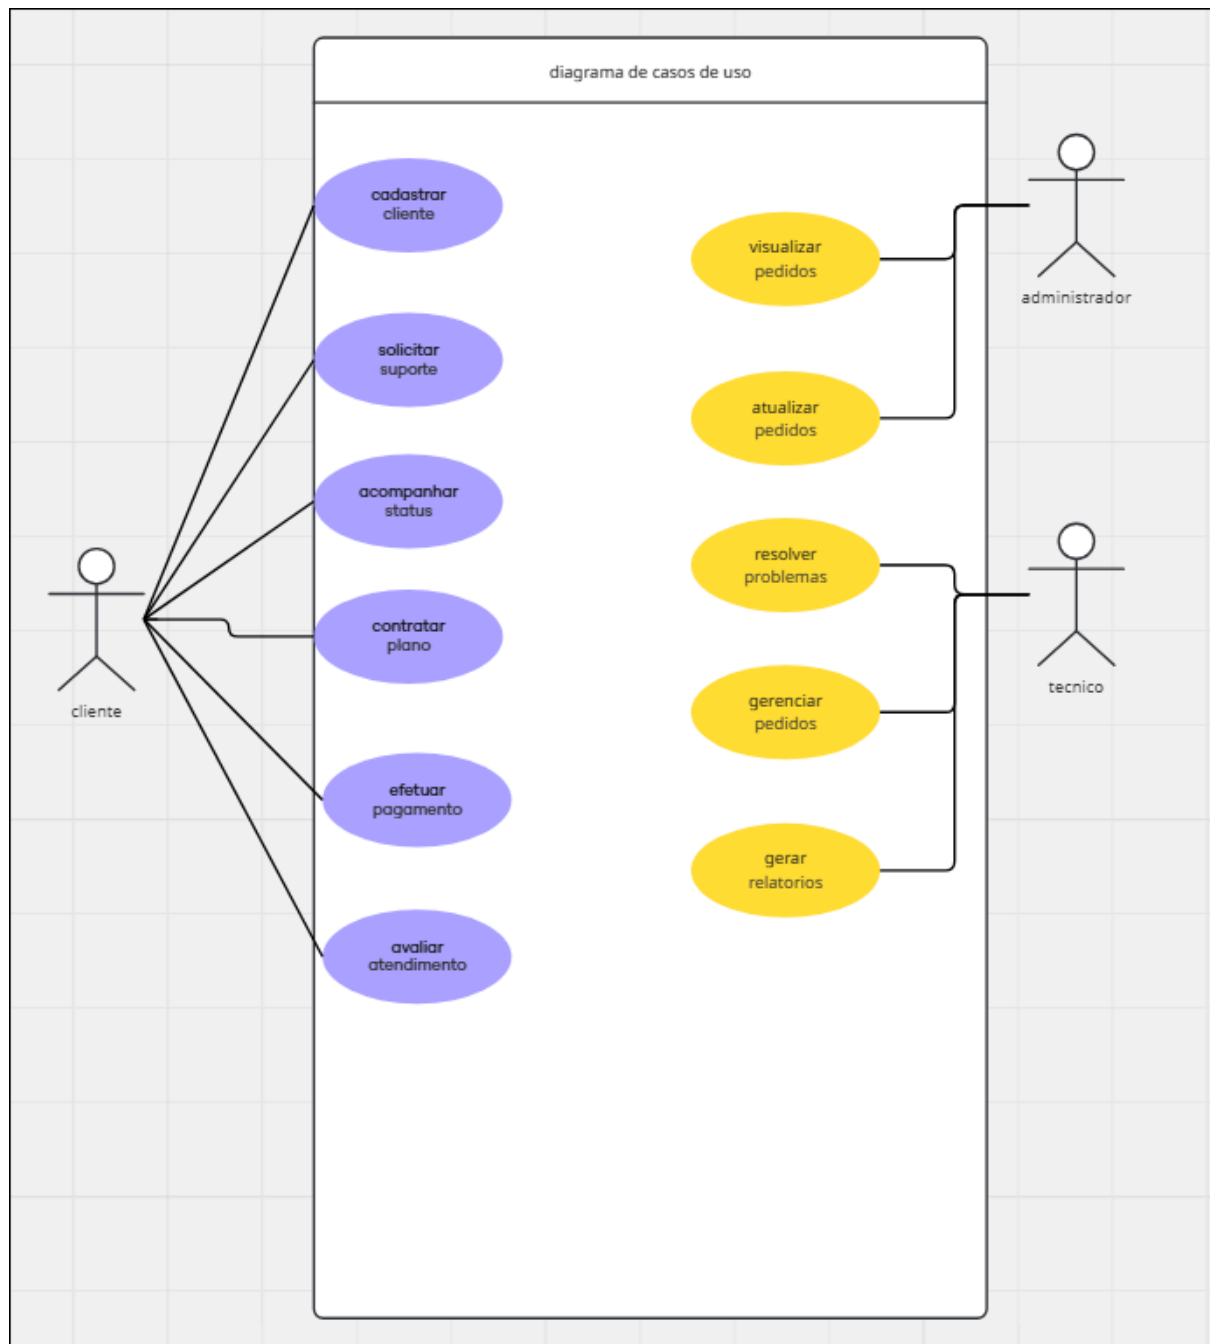 diagrama de casos de uso
cadastrar
cliente
solicitar
suporte
acompanhar
status
contratar
plano
efetuar
pagamento
avaliar
atendimento
cliente
visualizar
pedidos
atualizar
pedidos
resolver
problemas
gerenciar
pedidos
gerar
relatorios
administrador
tecnico